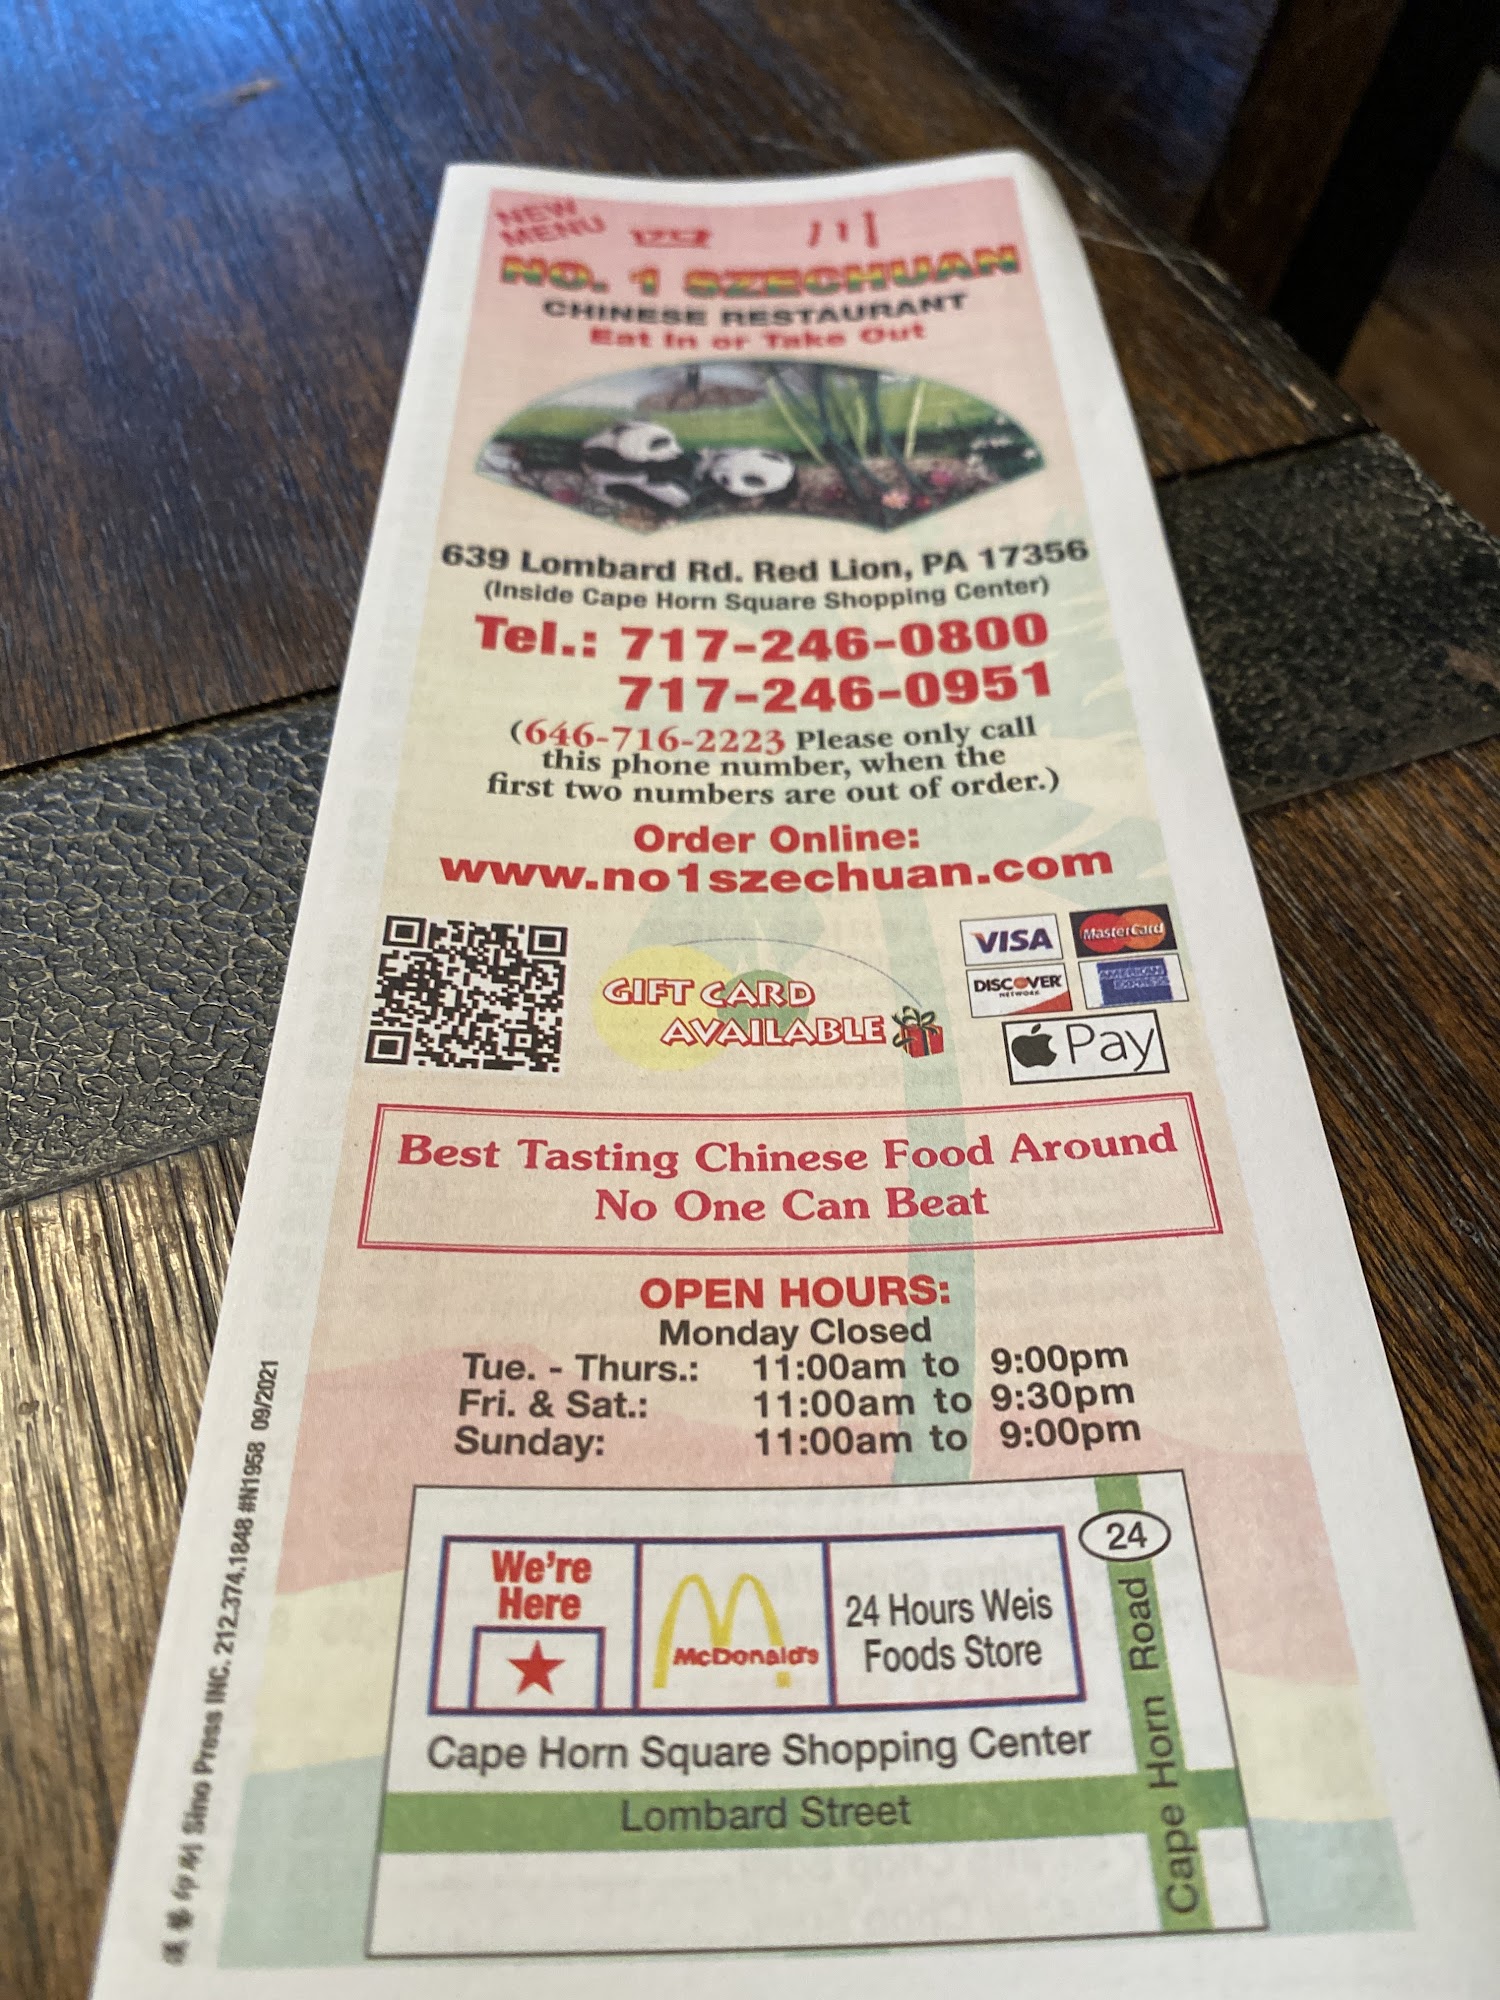 NEW
MENU
四 川
NO. 1 SZECHUAN
CHINESE RESTAURANT
Eat In or Take Out
639 Lombard Rd. Red Lion, PA 17356
(Inside Cape Horn Square Shopping Center)
Tel.: 717-246-0800
717-246-0951
(646-716-2223 Please only call
this phone number, when the
first two numbers are out of order.)
Order Online:
www.no1szechuan.com
GIFT CARD
AVAILABLE
VISA
MasterCard
DISCOVER
NETWORK
AMERICAN
EXPRESS
Pay
Best Tasting Chinese Food Around
No One Can Beat
OPEN HOURS:
Monday Closed
Tue. - Thurs.: 11:00am to 9:00pm
Fri. & Sat.: 11:00am to 9:30pm
Sunday: 11:00am to 9:00pm
We're
Here
McDonald's
24 Hours Weis
Foods Store
24
Cape Horn Road
Cape Horn Square Shopping Center
Lombard Street
印刷 Sino Press INC. 212.374.1848 #N1958 09/2021